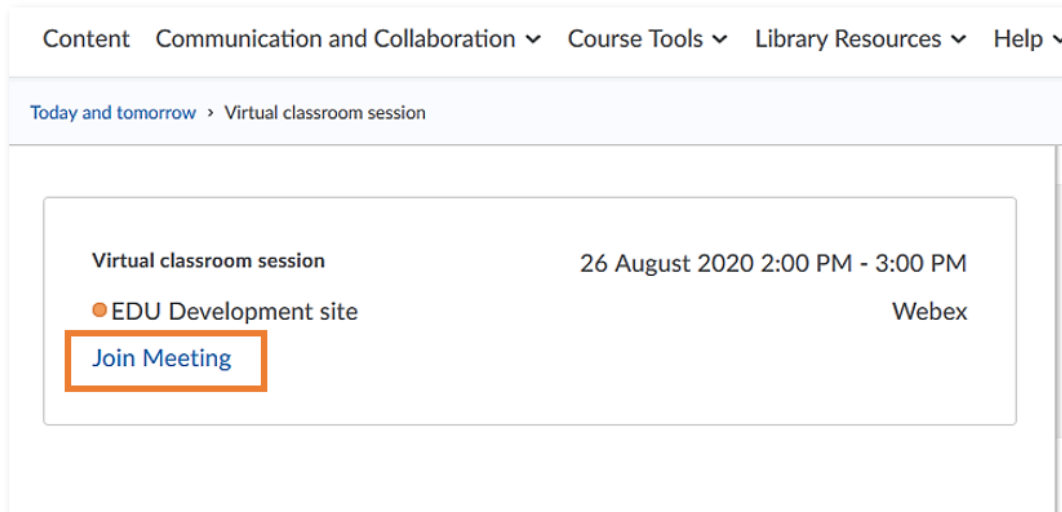 Content Communication and Collaboration Course Tools Library Resources Help
Today and tomorrow › Virtual classroom session
Virtual classroom session 26 August 2020 2:00 PM - 3:00 PM
EDU Development site Webex
Join Meeting